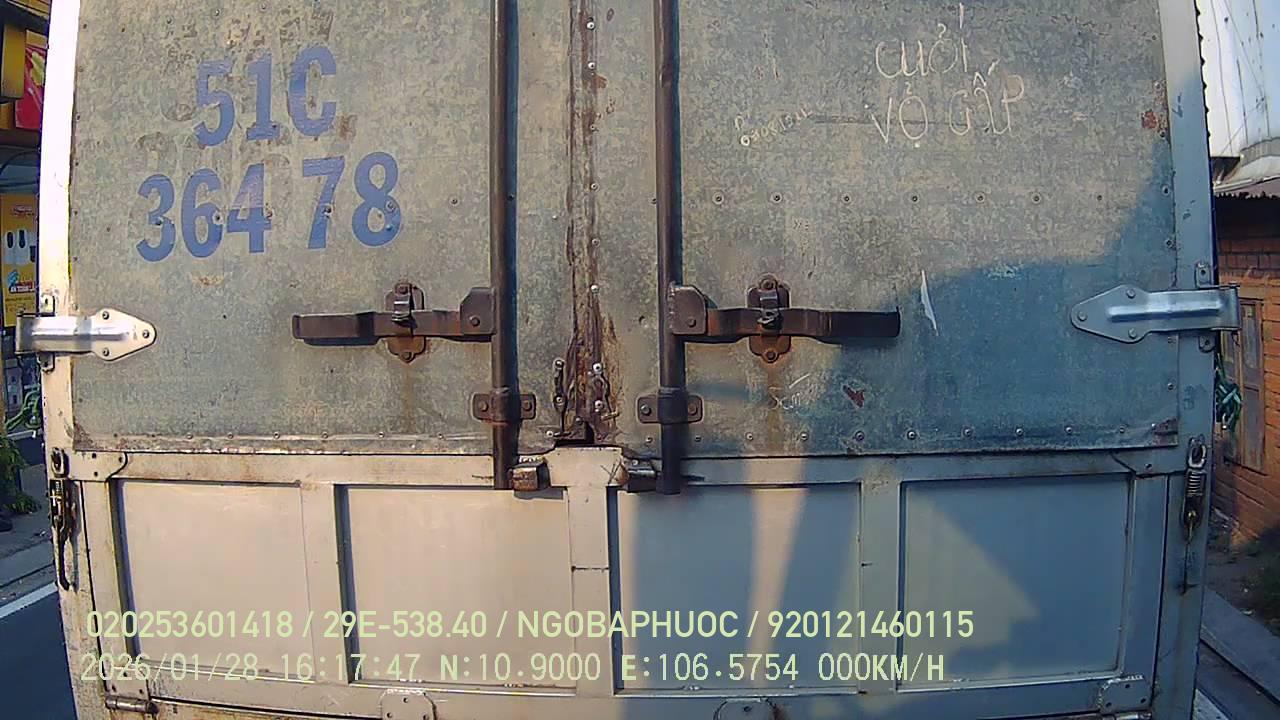 51C
364 78
CUỐI
VỢ GẤP
020253601418 / 29E-538.40 / NGOBAPHUOC / 920121460115
2026/01/28 16:17:47 N:10.9000 E:106.5754 000KM/H